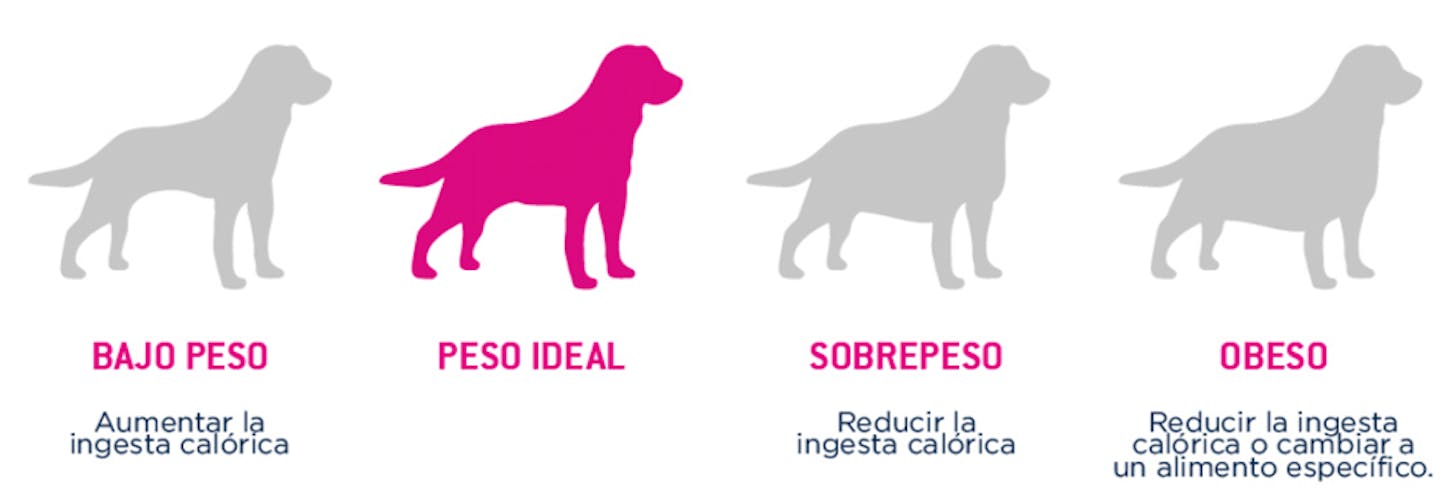 BAJO PESO
Aumentar la
ingesta calórica
PESO IDEAL
SOBREPESO
Reducir la
ingesta calórica
OBESO
Reducir la ingesta
calórica o cambiar a
un alimento específico.